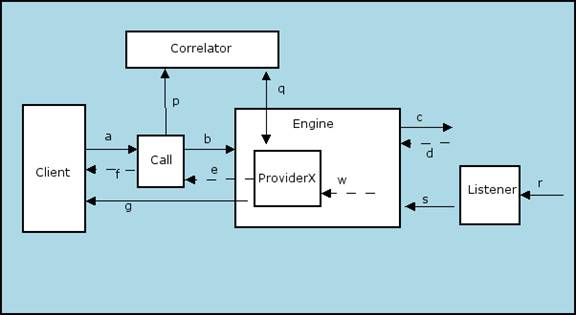 Correlator
p
q
Engine
c
a
b
d
Client
f
Call
e
ProviderX
w
Listener
r
g
s